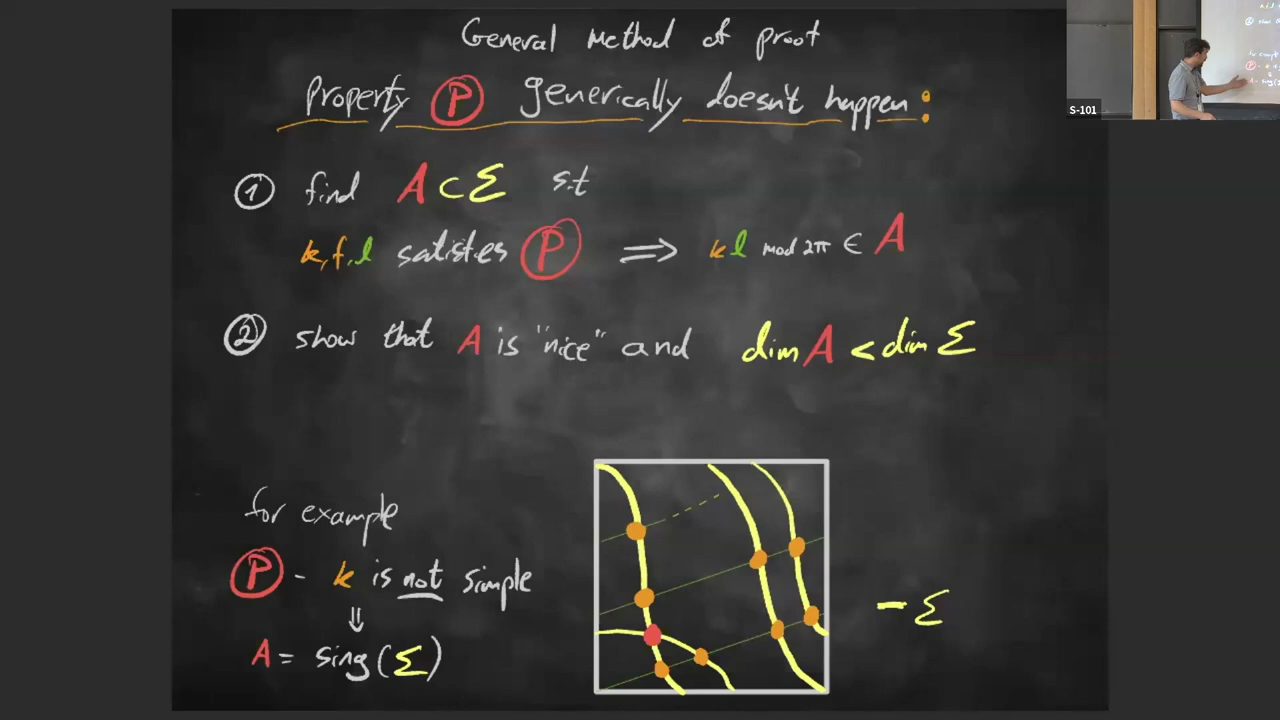 General method of proof
Property P generically doesn't happen:
① find A ⊂ Σ s.t
k,f,l satisfies P ⟹ kl mod 2π ∈ A
② show that A is "nice" and dim A < dim Σ
for example
P - k is not simple
⇓
A = sing(Σ)
- Σ
S-101